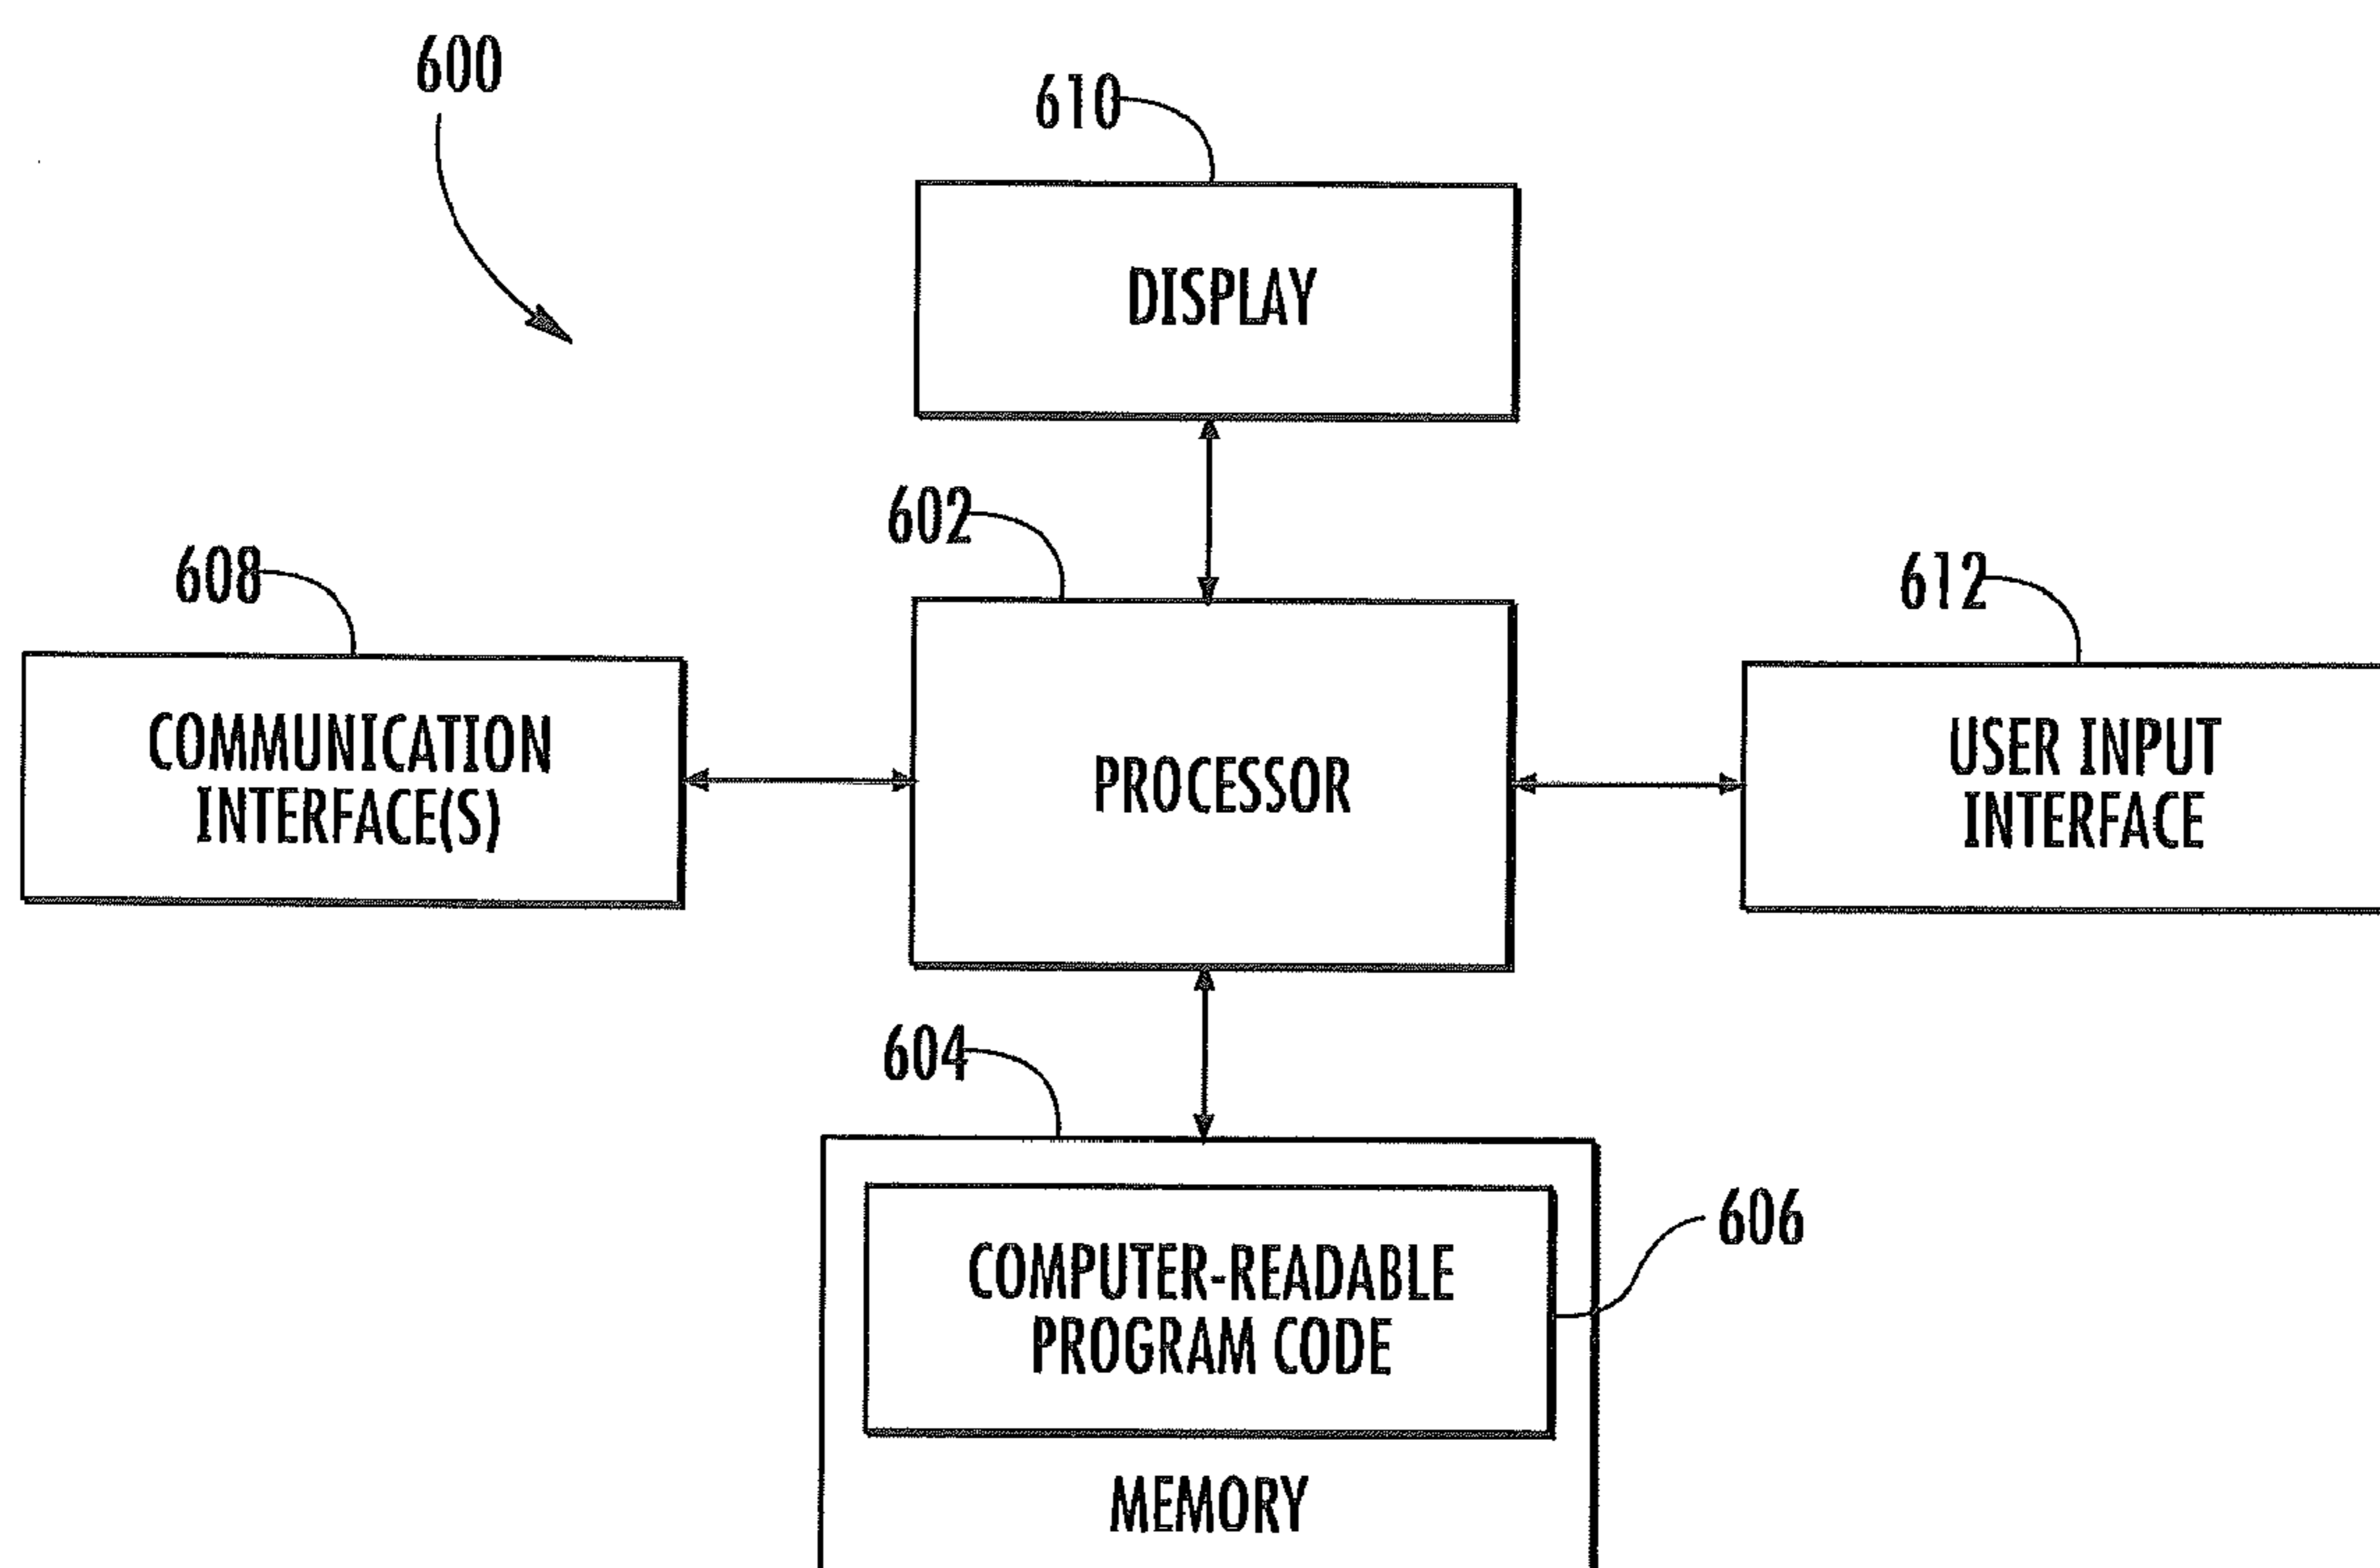 600
610
DISPLAY
602
608
612
COMMUNICATION
INTERFACE(S)
PROCESSOR
USER INPUT
INTERFACE
604
606
COMPUTER-READABLE
PROGRAM CODE
MEMORY